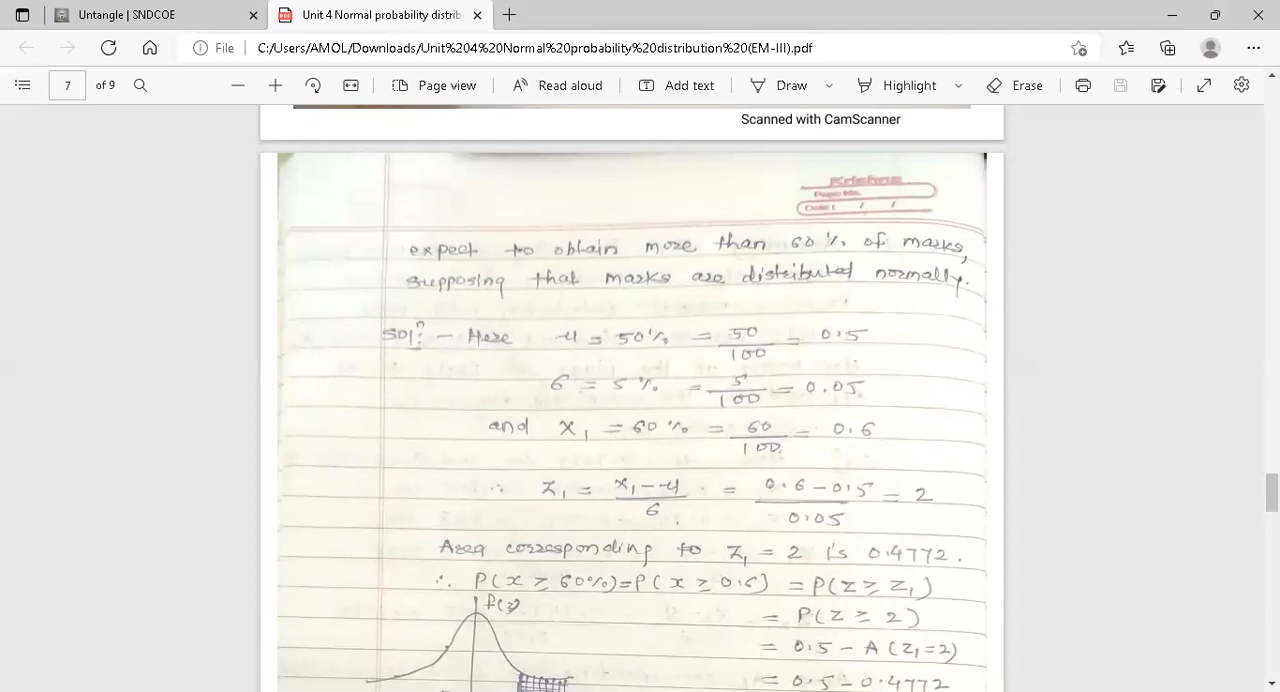 Untangle | SNDCOE
Unit 4 Normal probability distrib
File C:/Users/AMOL/Downloads/Unit%204%20Normal%20probability%20distribution%20(EM-III).pdf
7 of 9 Page view Read aloud Add text Draw Highlight Erase
Scanned with CamScanner
Krishna
Page No.
Date: / /
expect to obtain more than 60% of marks,
supposing that marks are distributed normally.
Solⁿ:- Here μ = 50% = 50/100 = 0.5
σ = 5% = 5/100 = 0.05
and x₁ = 60% = 60/100 = 0.6
∴ Z₁ = (x₁-μ)/σ = (0.6-0.5)/0.05 = 2
Area corresponding to Z₁ = 2 is 0.4772.
∴ P(x ≥ 60%) = P(x ≥ 0.6) = P(Z ≥ Z₁)
f(z)
= P(Z ≥ 2)
= 0.5 - A(Z₁=2)
= 0.5 - 0.4772